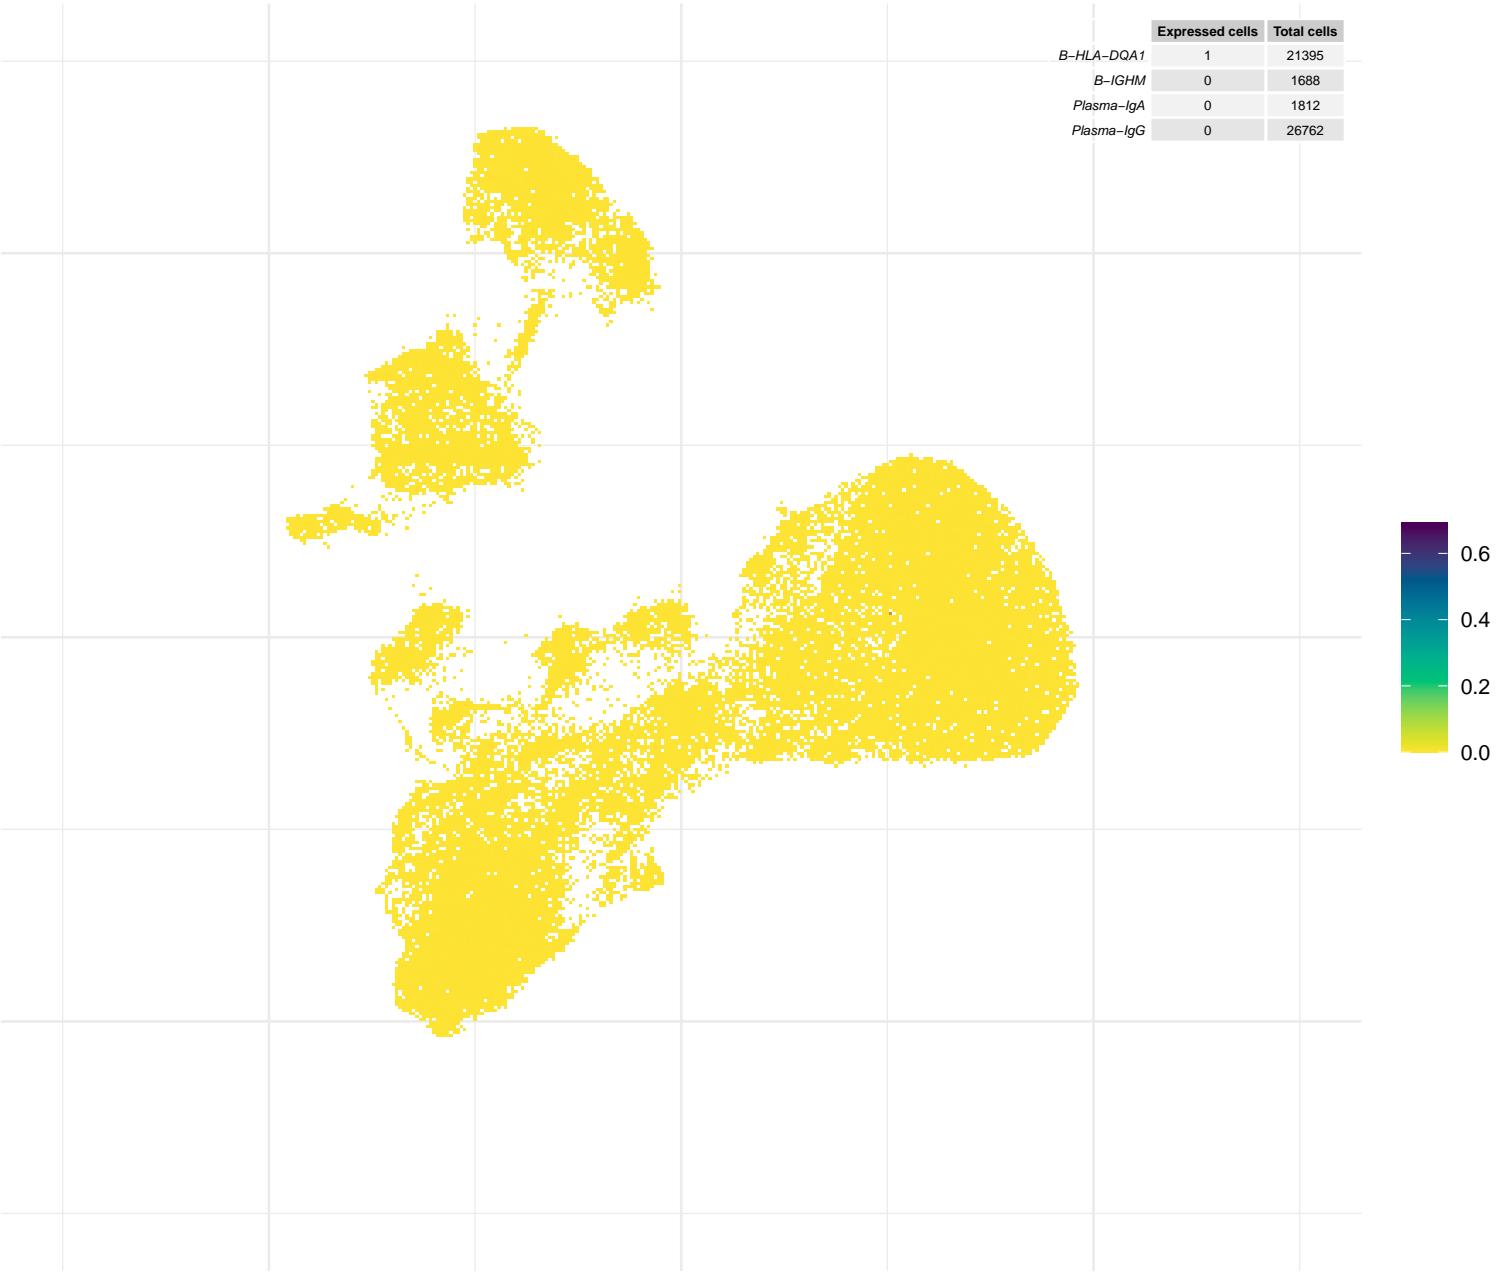 Expressed cells Total cells
B−HLA−DQA1 1 21395
B−IGHM 0 1688
Plasma−IgA 0 1812
Plasma−IgG 0 26762
0.6
0.4
0.2
0.0